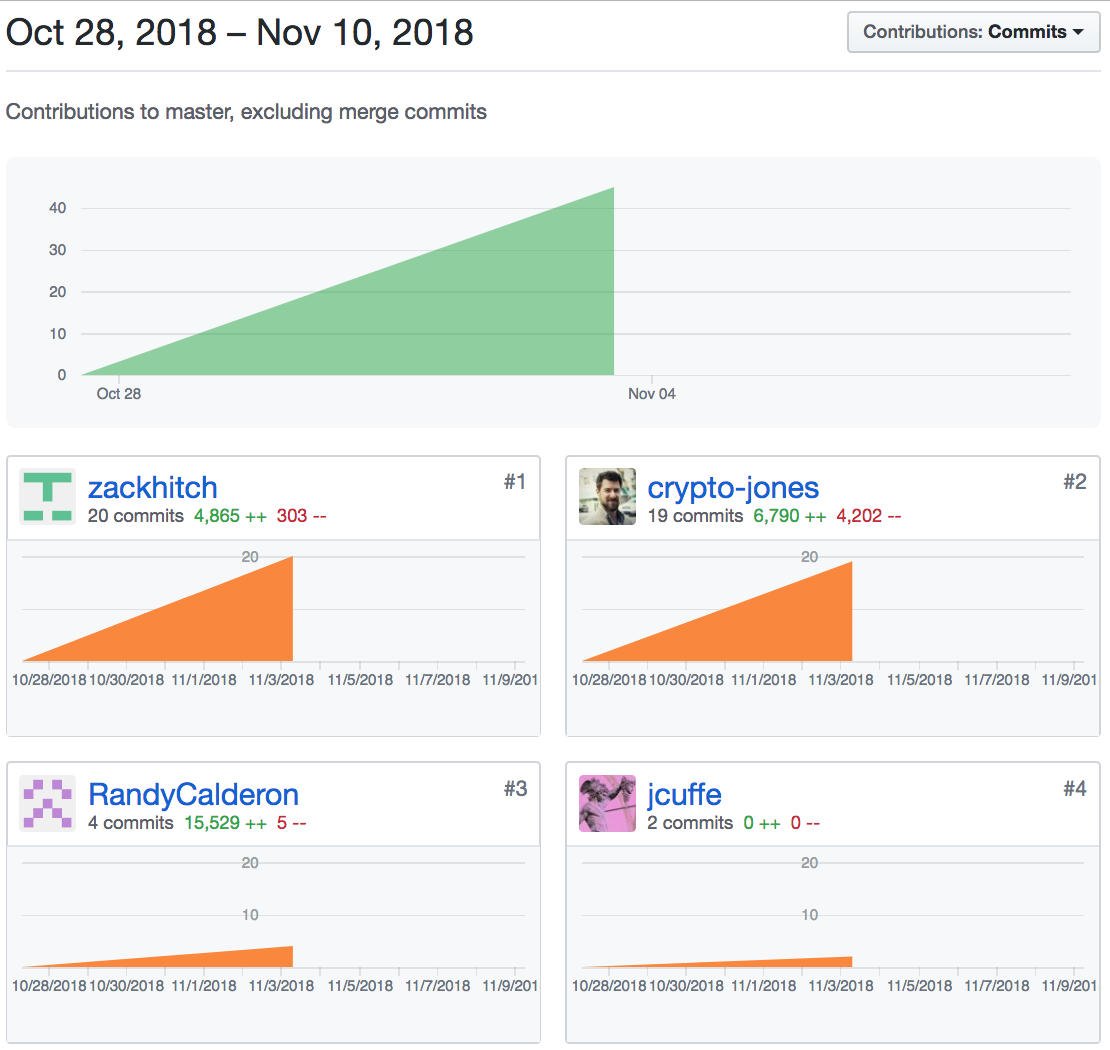 Oct 28, 2018 – Nov 10, 2018
Contributions: Commits
Contributions to master, excluding merge commits
40
30
20
10
0
Oct 28 Nov 04
zackhitch #1
20 commits 4,865 ++ 303 --
20
10/28/2018 10/30/2018 11/1/2018 11/3/2018 11/5/2018 11/7/2018 11/9/201
crypto-jones #2
19 commits 6,790 ++ 4,202 --
20
10/28/2018 10/30/2018 11/1/2018 11/3/2018 11/5/2018 11/7/2018 11/9/201
RandyCalderon #3
4 commits 15,529 ++ 5 --
20
10
10/28/2018 10/30/2018 11/1/2018 11/3/2018 11/5/2018 11/7/2018 11/9/201
jcuffe #4
2 commits 0 ++ 0 --
20
10
10/28/2018 10/30/2018 11/1/2018 11/3/2018 11/5/2018 11/7/2018 11/9/201